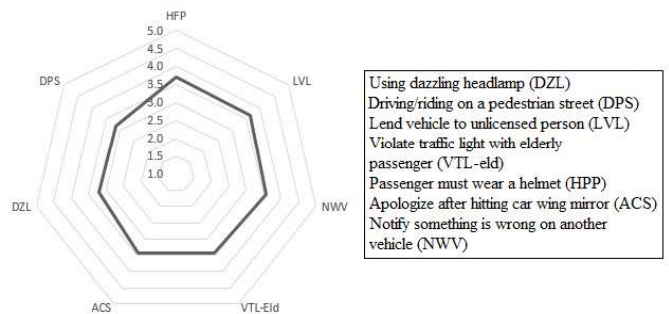 HFP
5.0
4.5
4.0
3.5
3.0
2.5
2.0
1.5
1.0
LVL
NWV
VTL-Eld
ACS
DZL
DPS
Using dazzling headlamp (DZL)
Driving/riding on a pedestrian street (DPS)
Lend vehicle to unlicensed person (LVL)
Violate traffic light with elderly
passenger (VTL-eld)
Passenger must wear a helmet (HPP)
Apologize after hitting car wing mirror (ACS)
Notify something is wrong on another
vehicle (NWV)